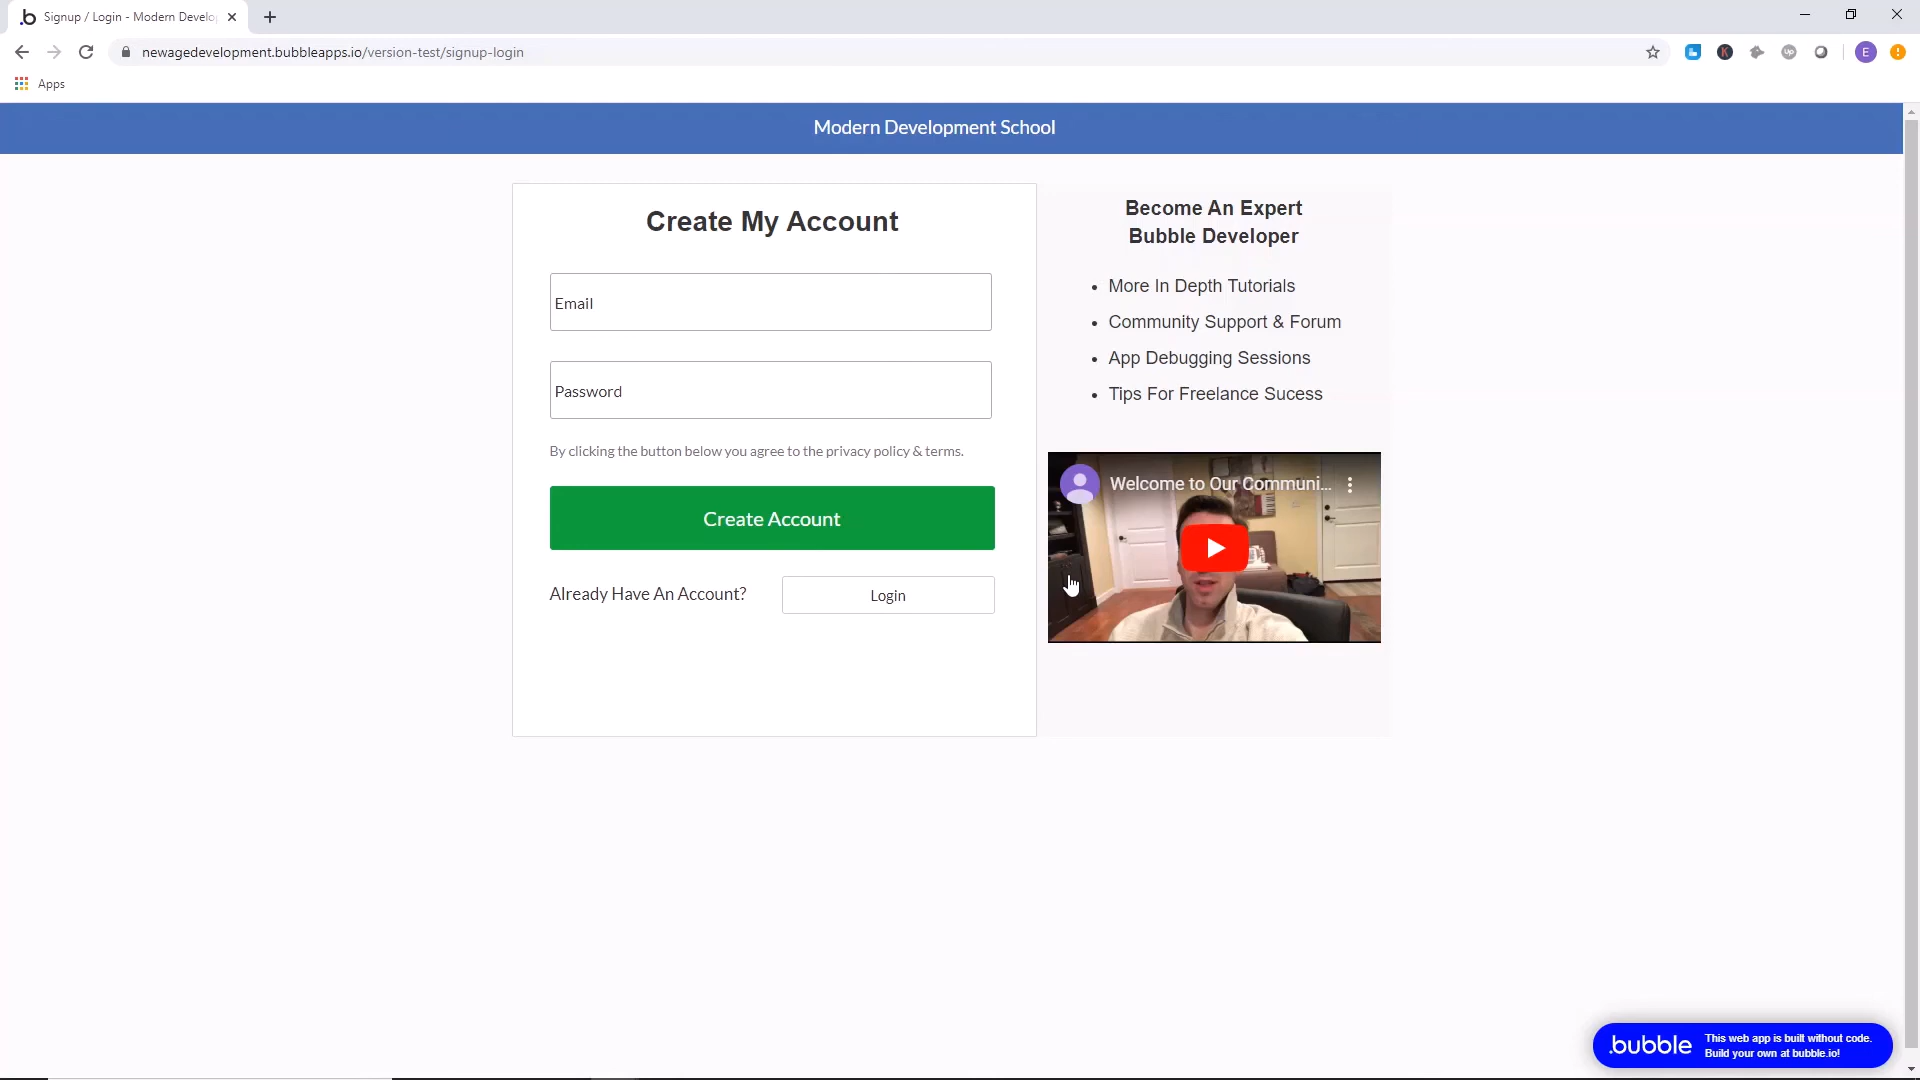 Signup / Login - Modern Develo
newagedevelopment.bubbleapps.io/version-test/signup-login
K
Up
E
Apps
Modern Development School
Create My Account
Email
Password
By clicking the button below you agree to the privacy policy & terms.
Create Account
Already Have An Account?
Login
Become An Expert
Bubble Developer
More In Depth Tutorials
Community Support & Forum
App Debugging Sessions
Tips For Freelance Sucess
Welcome to Our Communi...
.bubble
This web app is built without code.
Build your own at bubble.io!